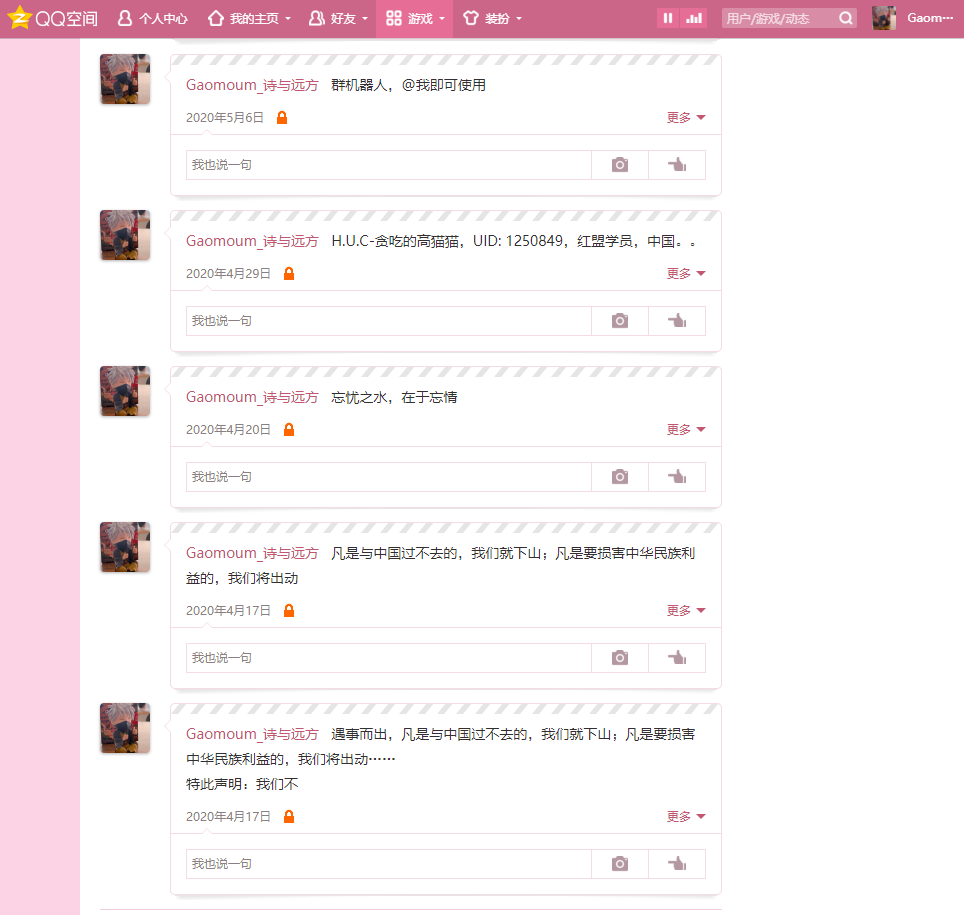 QQ空间 个人中心 我的主页 好友 游戏 装扮 用户/游戏/动态 Gaom···
Gaomoum_诗与远方 群机器人，@我即可使用
2020年5月6日 更多
我也说一句
Gaomoum_诗与远方 H.U.C-贪吃的高猫猫，UID: 1250849，红盟学员，中国。。
2020年4月29日 更多
我也说一句
Gaomoum_诗与远方 忘忧之水，在于忘情
2020年4月20日 更多
我也说一句
Gaomoum_诗与远方 凡是与中国过不去的，我们就下山；凡是要损害中华民族利
益的，我们将出动
2020年4月17日 更多
我也说一句
Gaomoum_诗与远方 遇事而出，凡是与中国过不去的，我们就下山；凡是要损害
中华民族利益的，我们将出动……
特此声明：我们不
2020年4月17日 更多
我也说一句